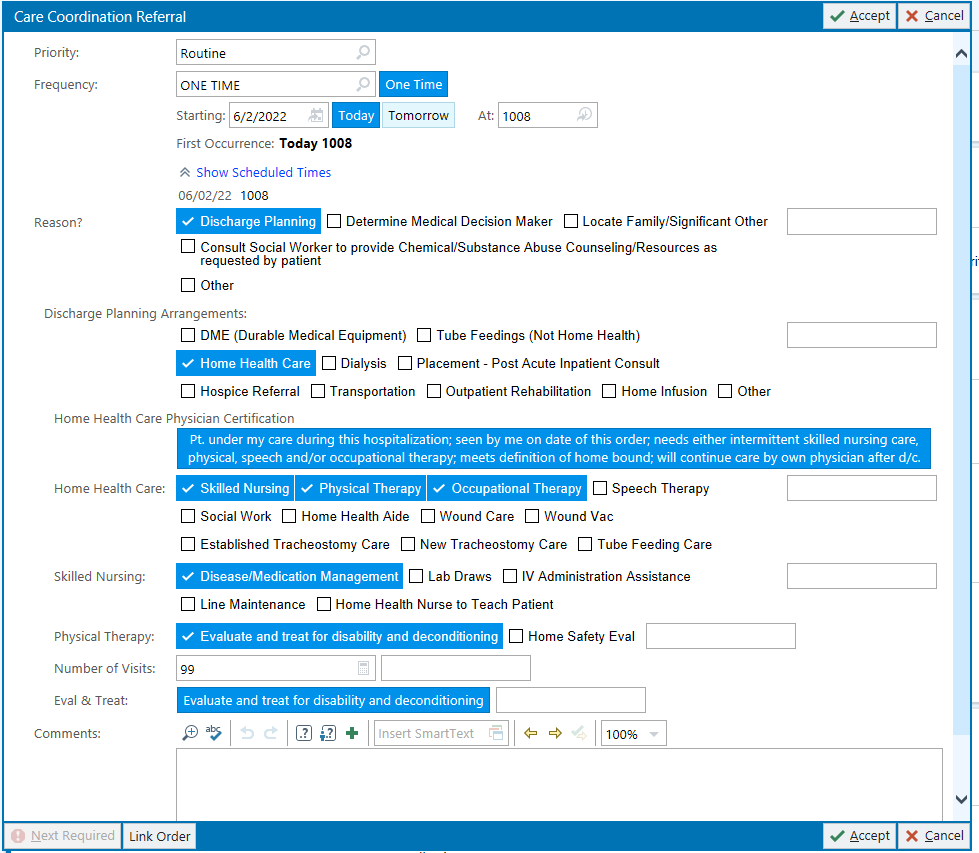 Care Coordination Referral Accept Cancel
Priority: Routine
Frequency: ONE TIME One Time
Starting: 6/2/2022 Today Tomorrow At: 1008
First Occurrence: Today 1008
Show Scheduled Times
06/02/22 1008
Reason? Discharge Planning Determine Medical Decision Maker Locate Family/Significant Other
Consult Social Worker to provide Chemical/Substance Abuse Counseling/Resources as
requested by patient
Other
Discharge Planning Arrangements:
DME (Durable Medical Equipment) Tube Feedings (Not Home Health)
Home Health Care Dialysis Placement - Post Acute Inpatient Consult
Hospice Referral Transportation Outpatient Rehabilitation Home Infusion Other
Home Health Care Physician Certification
Pt. under my care during this hospitalization; seen by me on date of this order; needs either intermittent skilled nursing care,
physical, speech and/or occupational therapy; meets definition of home bound; will continue care by own physician after d/c.
Home Health Care: Skilled Nursing Physical Therapy Occupational Therapy Speech Therapy
Social Work Home Health Aide Wound Care Wound Vac
Established Tracheostomy Care New Tracheostomy Care Tube Feeding Care
Skilled Nursing: Disease/Medication Management Lab Draws IV Administration Assistance
Line Maintenance Home Health Nurse to Teach Patient
Physical Therapy: Evaluate and treat for disability and deconditioning Home Safety Eval
Number of Visits: 99
Eval & Treat: Evaluate and treat for disability and deconditioning
Comments: abc Insert SmartText 100%
Next Required Link Order Accept Cancel